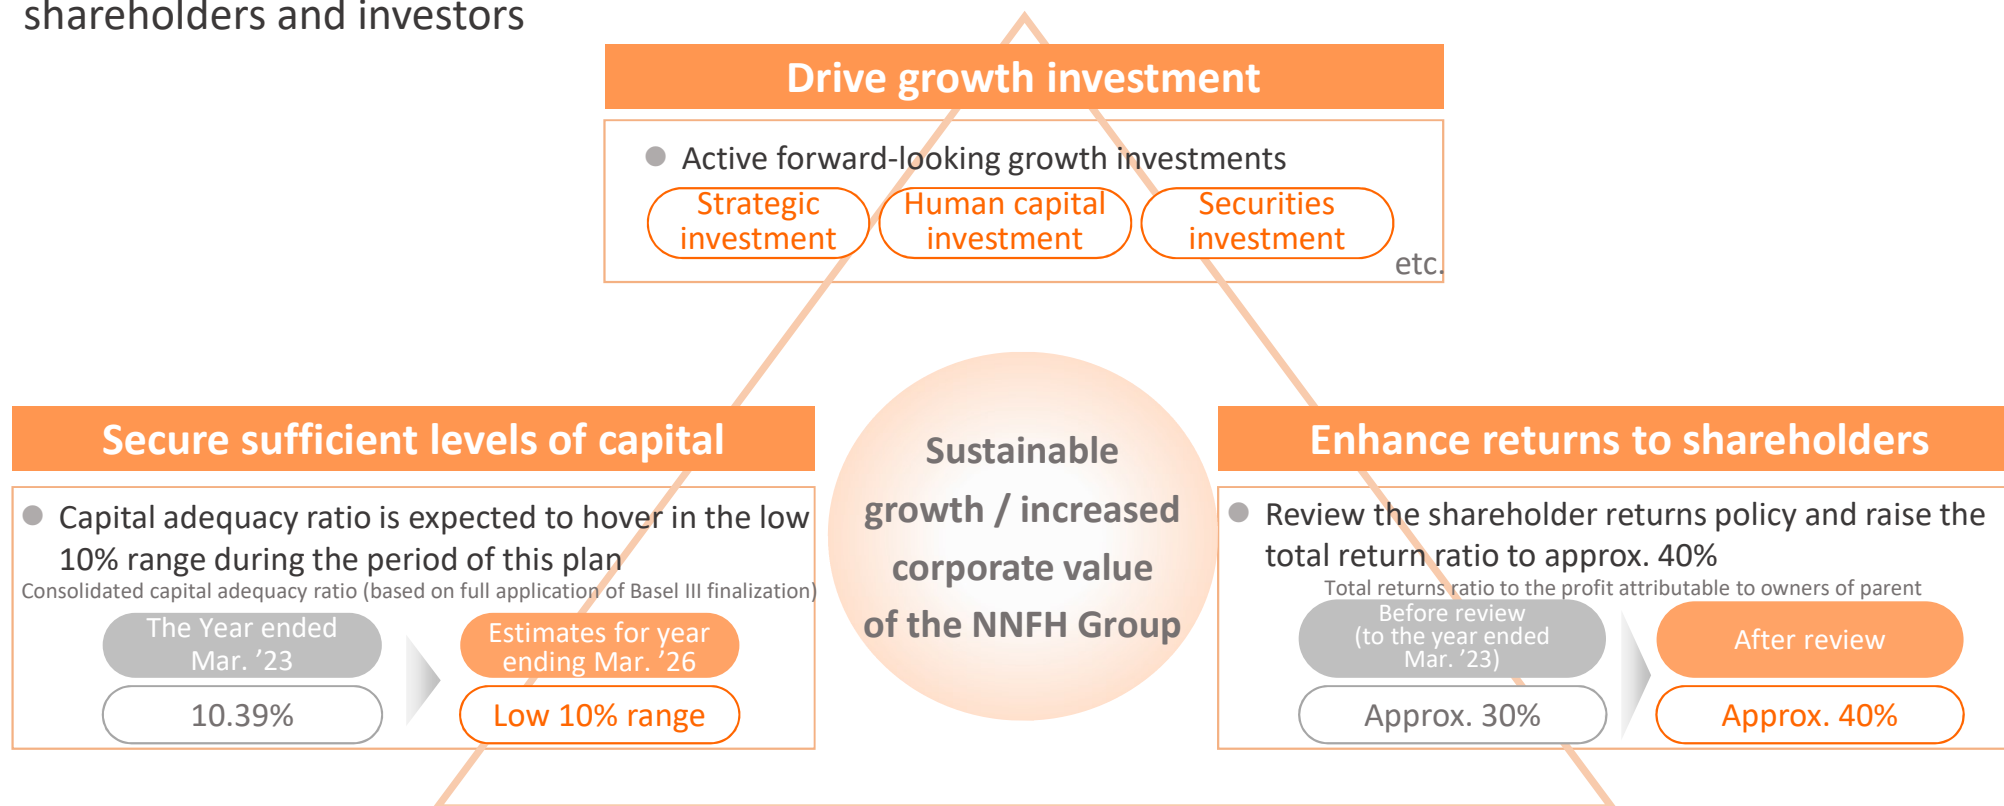 shareholders and investors
Drive growth investment
● Active forward-looking growth investments
Strategic
investment
Human capital
investment
Securities
investment
etc.
Secure sufficient levels of capital
● Capital adequacy ratio is expected to hover in the low
10% range during the period of this plan
Consolidated capital adequacy ratio (based on full application of Basel III finalization)
The Year ended
Mar. ’23
Estimates for year
ending Mar. ’26
10.39%
Low 10% range
Sustainable
growth / increased
corporate value
of the NNFH Group
Enhance returns to shareholders
● Review the shareholder returns policy and raise the
total return ratio to approx. 40%
Total returns ratio to the profit attributable to owners of parent
Before review
(to the year ended
Mar. ’23)
After review
Approx. 30%
Approx. 40%